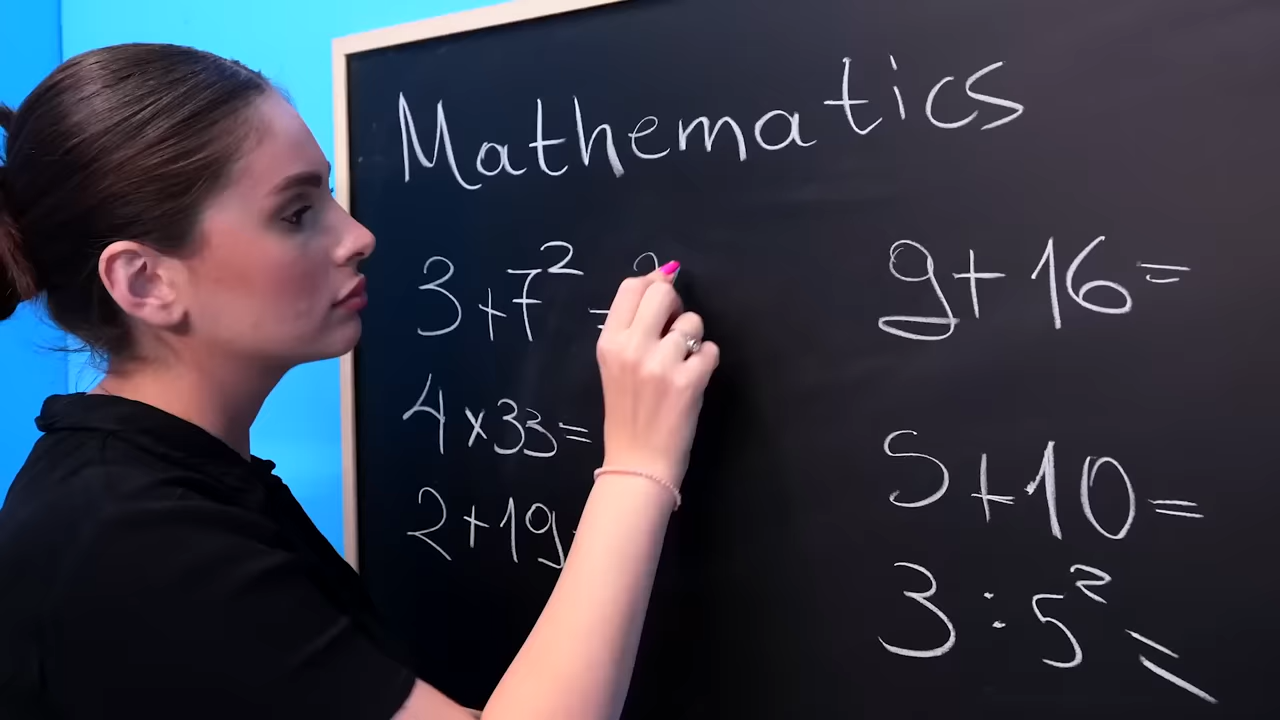 Mathematics
3+7² =
4x33=
2+19
9+16=
5+10=
3:5²=